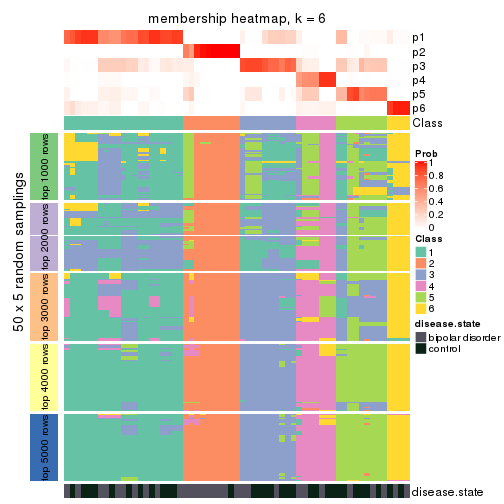 membership heatmap, k = 6
p1
p2
p3
p4
p5
p6
Class
50 x 5 random samplings
top 1000 rows
top 2000 rows
top 3000 rows
top 4000 rows
top 5000 rows
Prob
1
0.8
0.6
0.4
0.2
0
Class
1
2
3
4
5
6
disease.state
bipolar disorder
control
disease.state